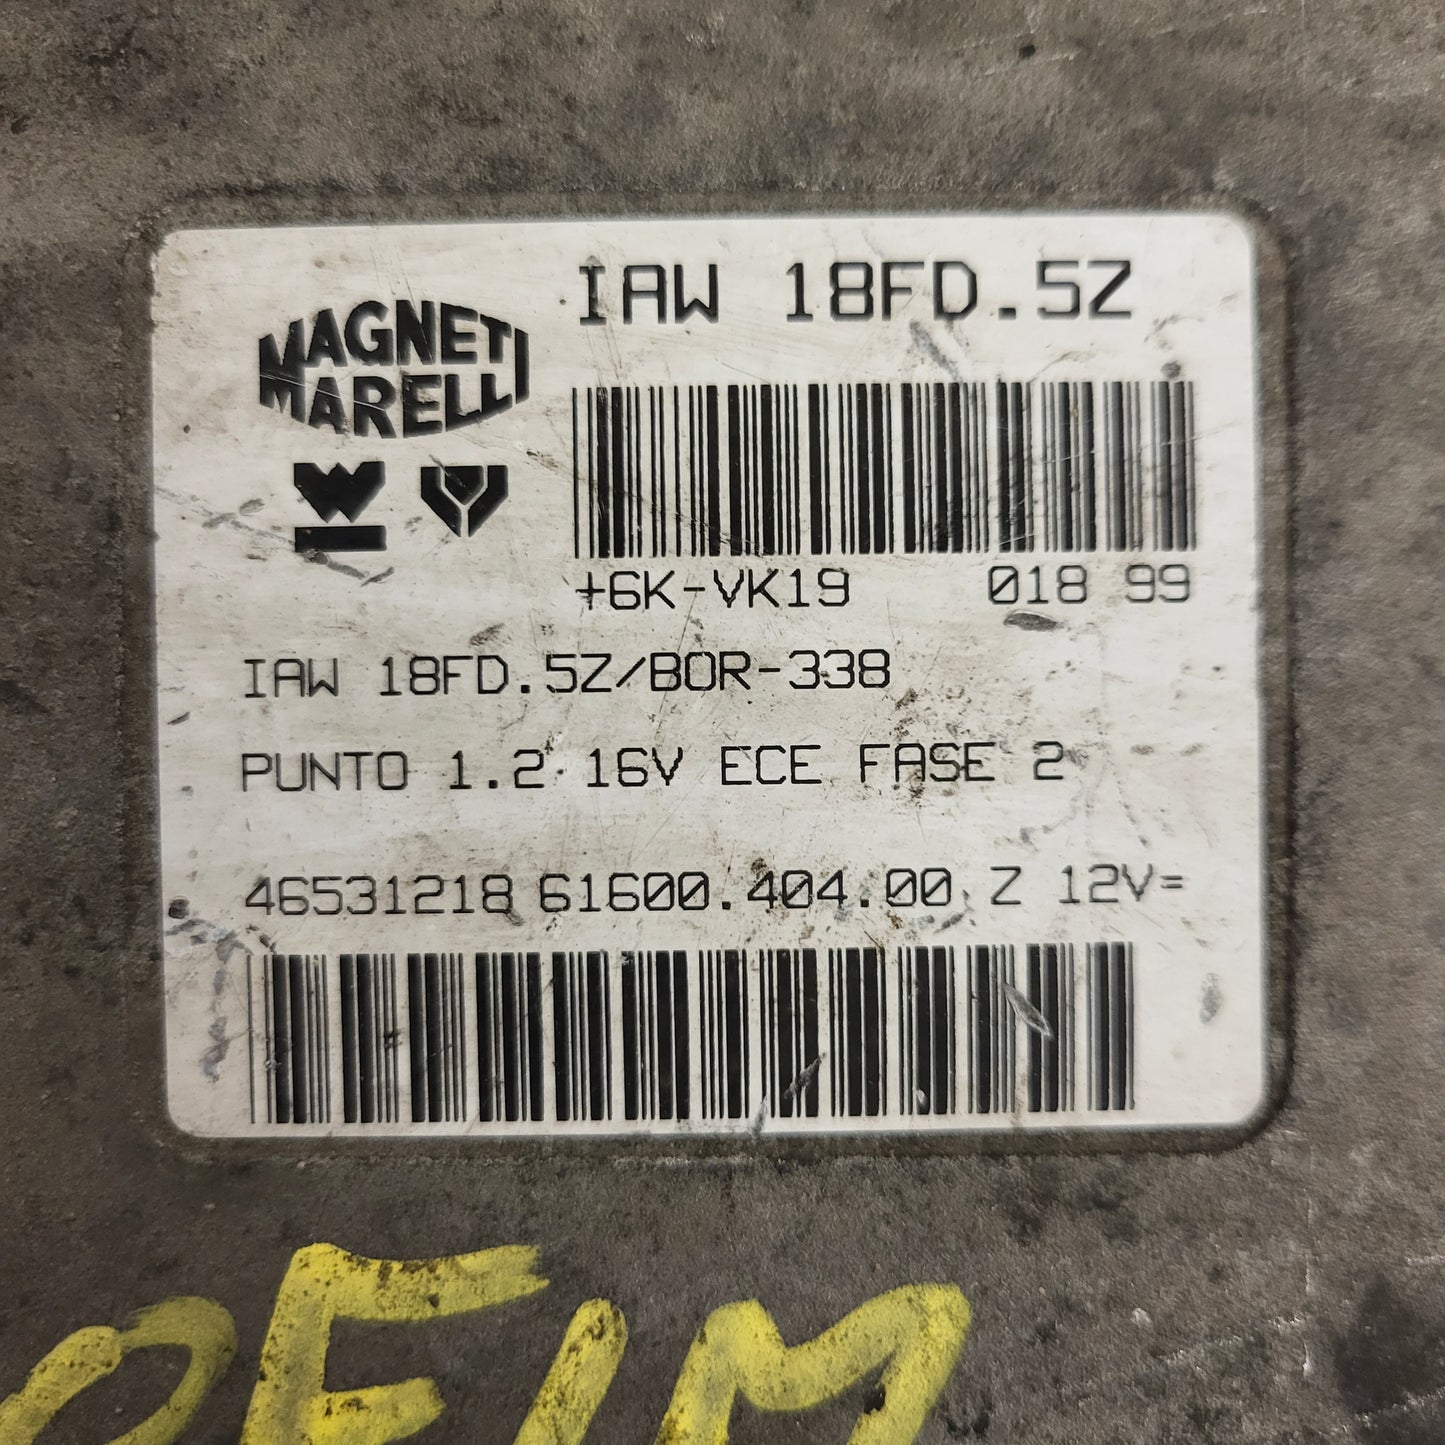 IAW 18FD.5Z
MAGNETI
MARELLI
+6K-VK19 018 99
IAW 18FD.5Z/BOR-338
PUNTO 1.2 16V ECE FASE 2
46531218 61600.404.00 Z 12V=